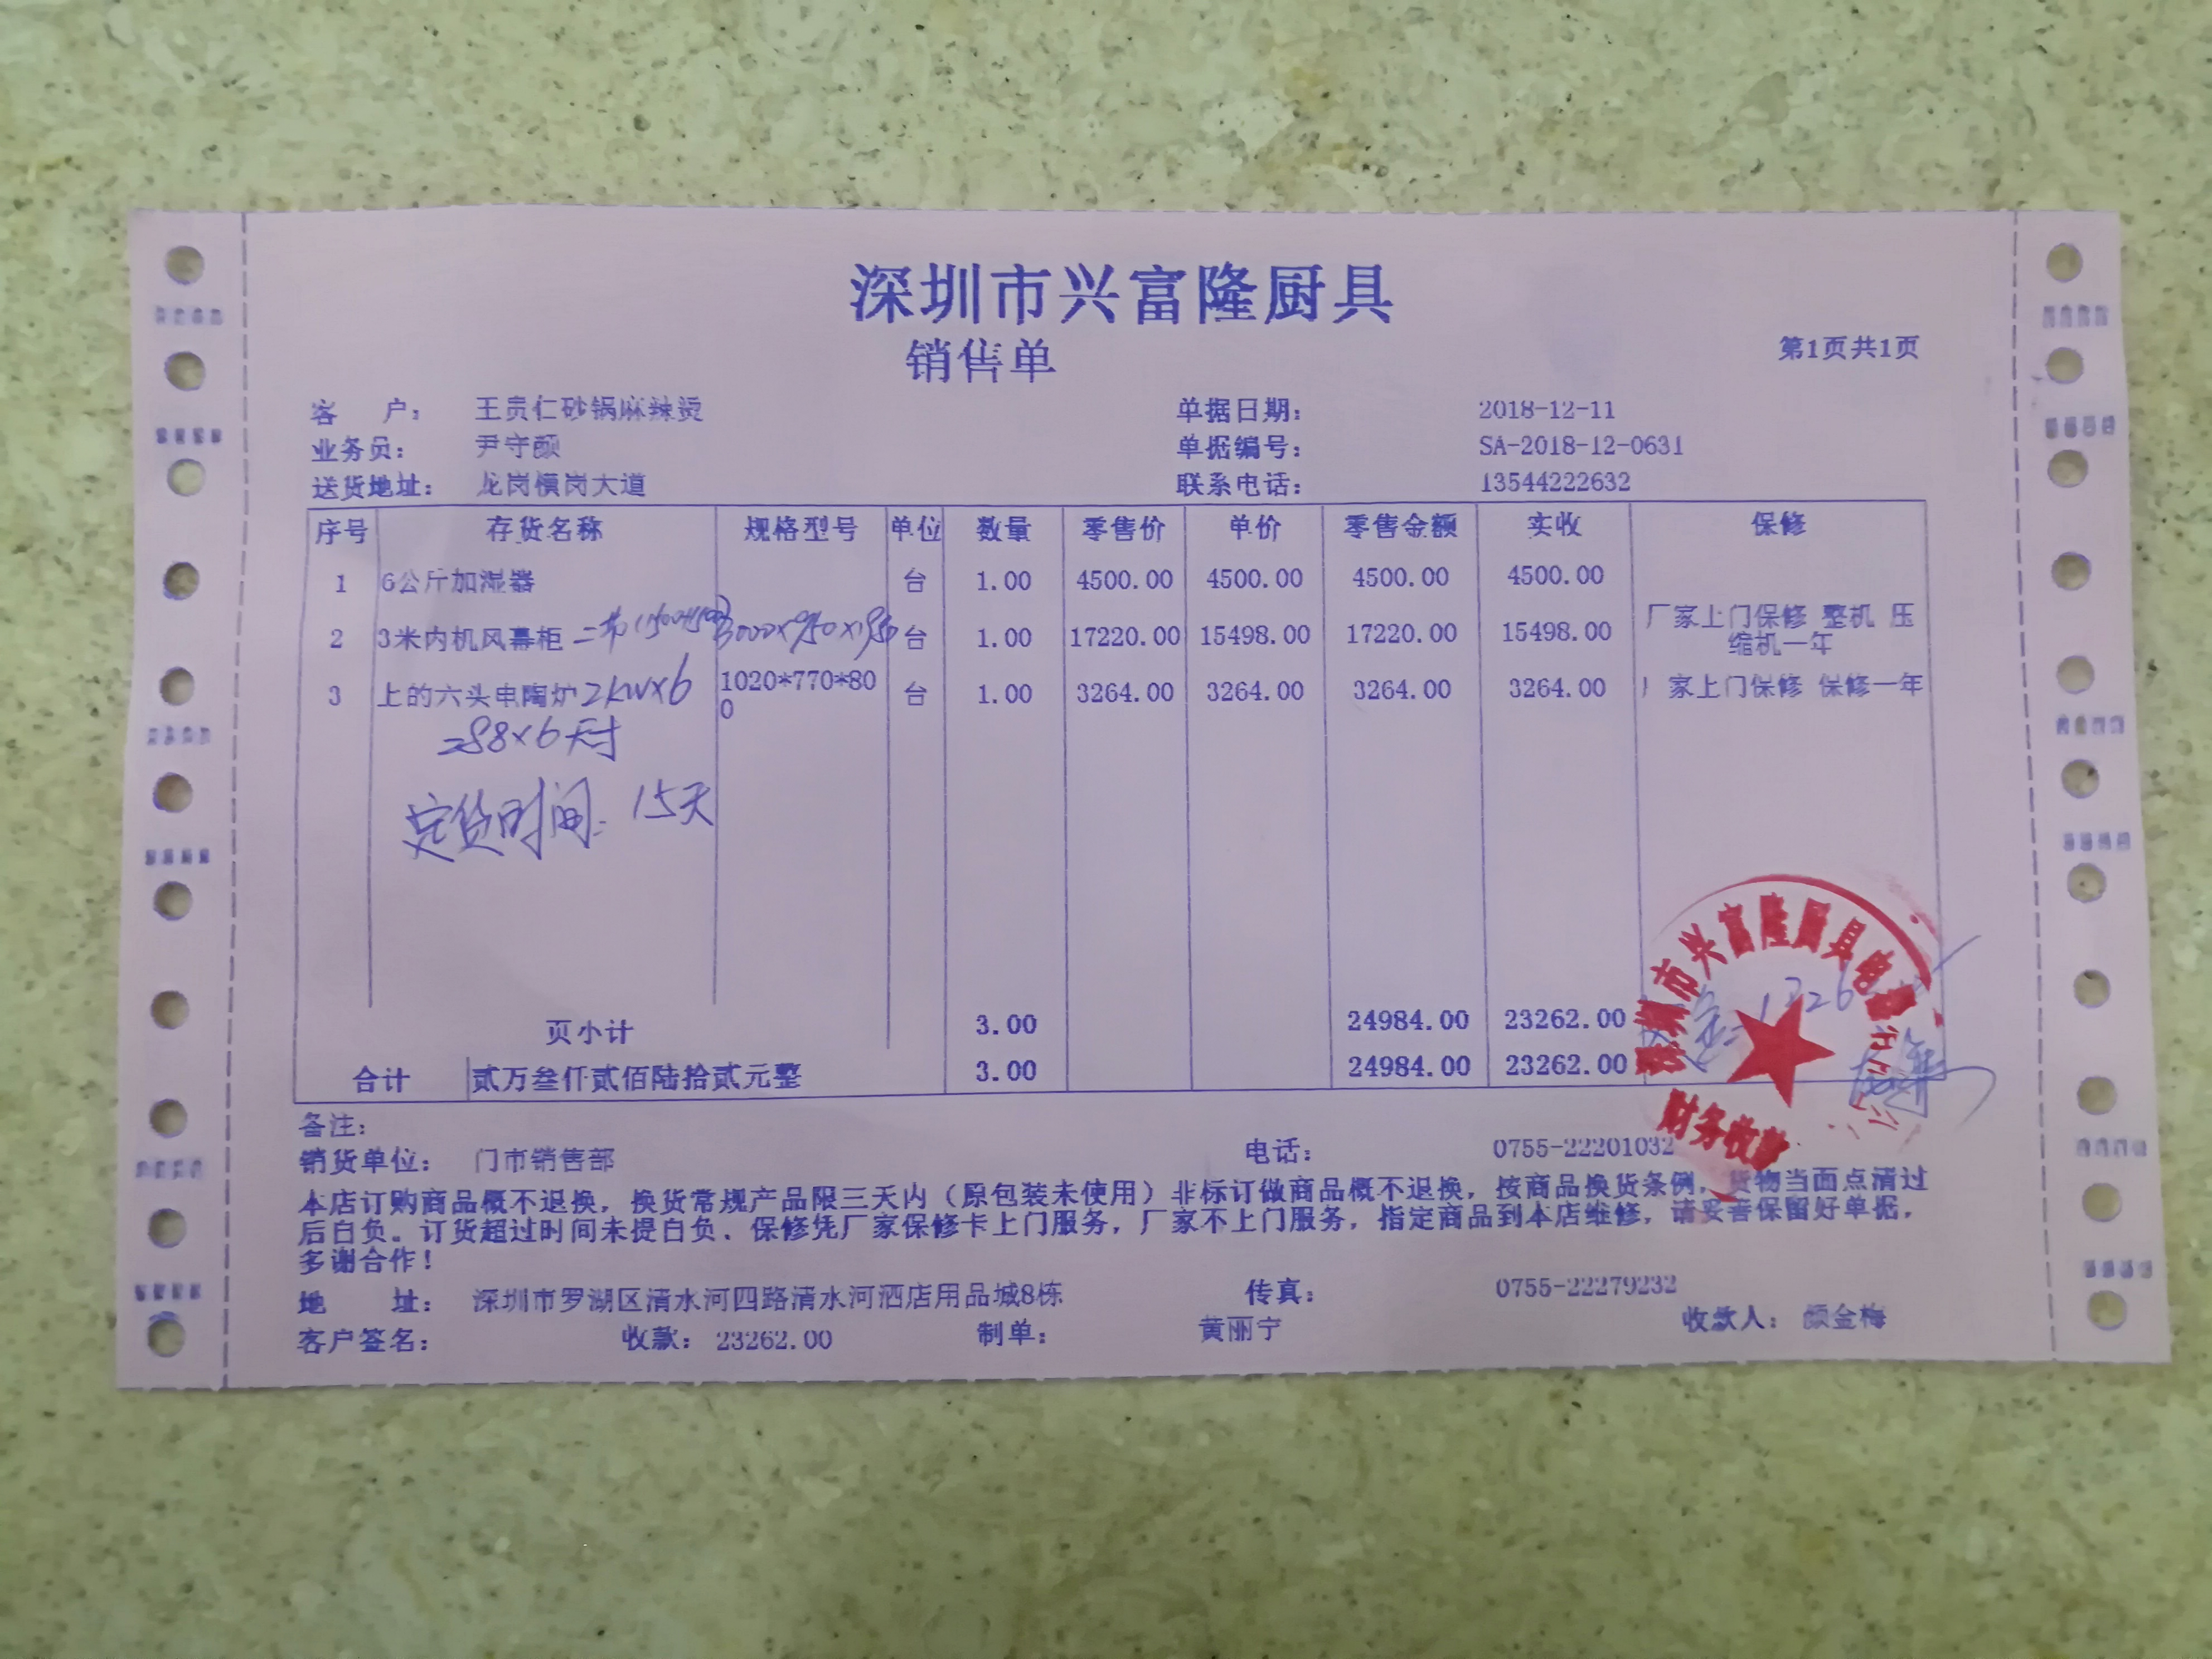 深圳市兴富隆厨具
销售单
第1页共1页
客 户： 王贵仁砂锅麻辣烫 单据日期： 2018-12-11
业务员： 尹守颜 单据编号： SA-2018-12-0631
送货地址： 龙岗横岗大道 联系电话： 13544222632
序号 存货名称 规格型号 单位 数量 零售价 单价 零售金额 实收 保修
1 6公斤加湿器 台 1.00 4500.00 4500.00 4500.00 4500.00
2 3米内机风幕柜 二节 3000×950×1950 台 1.00 17220.00 15498.00 17220.00 15498.00 厂家上门保修 整机 压
缩机一年
3 上的六头电陶炉 2KW×6 1020*770*80 台 1.00 3264.00 3264.00 3264.00 3264.00 厂家上门保修 保修一年
0
288×6
定货时间：15天
页小计 3.00 24984.00 23262.00
合计 贰万叁仟贰佰陆拾贰元整 3.00 24984.00 23262.00
深圳市兴富隆厨具
财务收款
备注：
销货单位： 门市销售部 电话： 0755-22201032
本店订购商品概不退换，换货常规产品限三天内（原包装未使用）非标订做商品概不退换，按商品换货条例，货物当面点清过
后自负。订货超过时间未提自负、保修凭厂家保修卡上门服务，厂家不上门服务，指定商品到本店维修，请妥善保留好单据，
多谢合作！
地 址： 深圳市罗湖区清水河四路清水河酒店用品城8栋 传真： 0755-22279232
客户签名： 收款： 23262.00 制单： 黄丽宁 收款人： 颜金梅